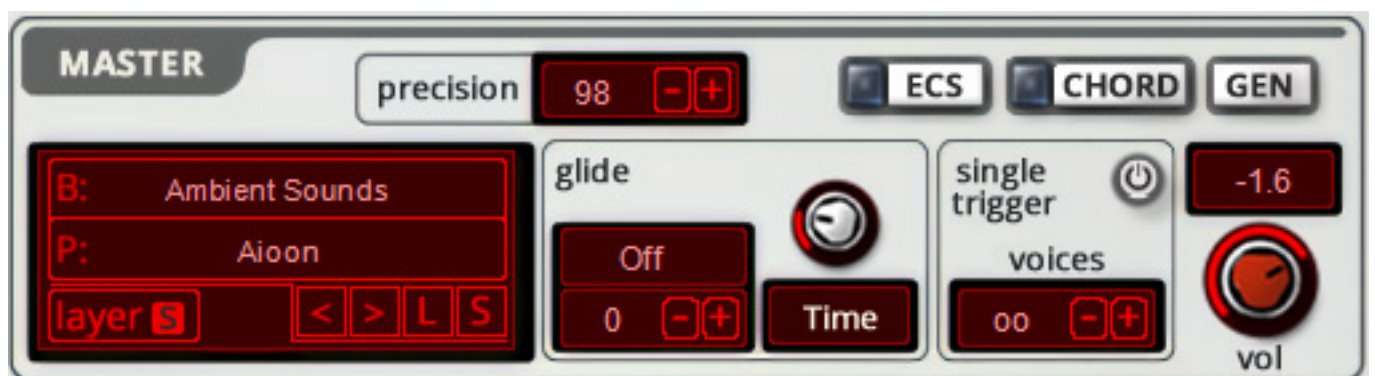 MASTER
precision 98 - + ECS CHORD GEN
B: Ambient Sounds
P: Aioon
layer S < > L S
glide
Off
0 - + Time
single
trigger
voices
oo - +
-1.6
vol